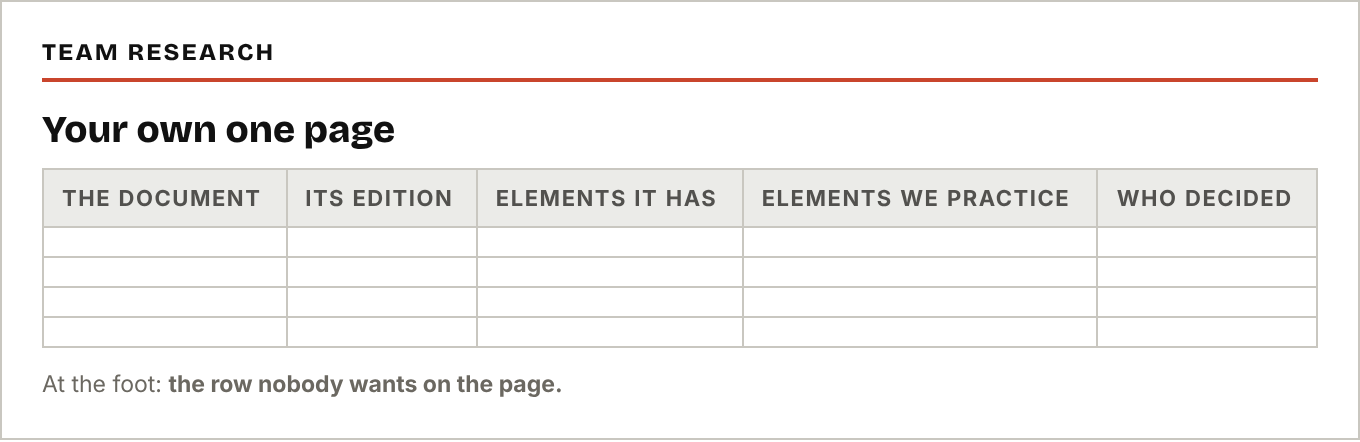 TEAM RESEARCH
Your own one page
THE DOCUMENT ITS EDITION ELEMENTS IT HAS ELEMENTS WE PRACTICE WHO DECIDED
At the foot: the row nobody wants on the page.